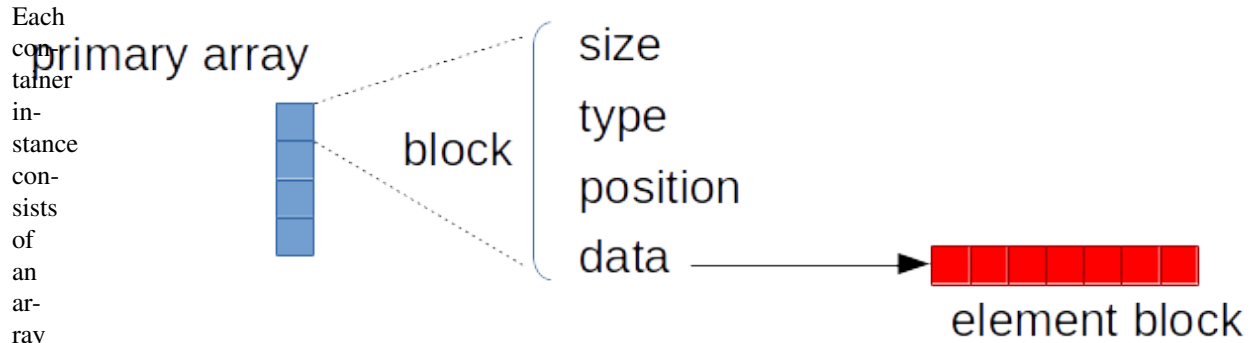 Each
con-
tainer
in-
stance
con-
sists
of
an
ar-
ray
primary array
block
size
type
position
data
element block